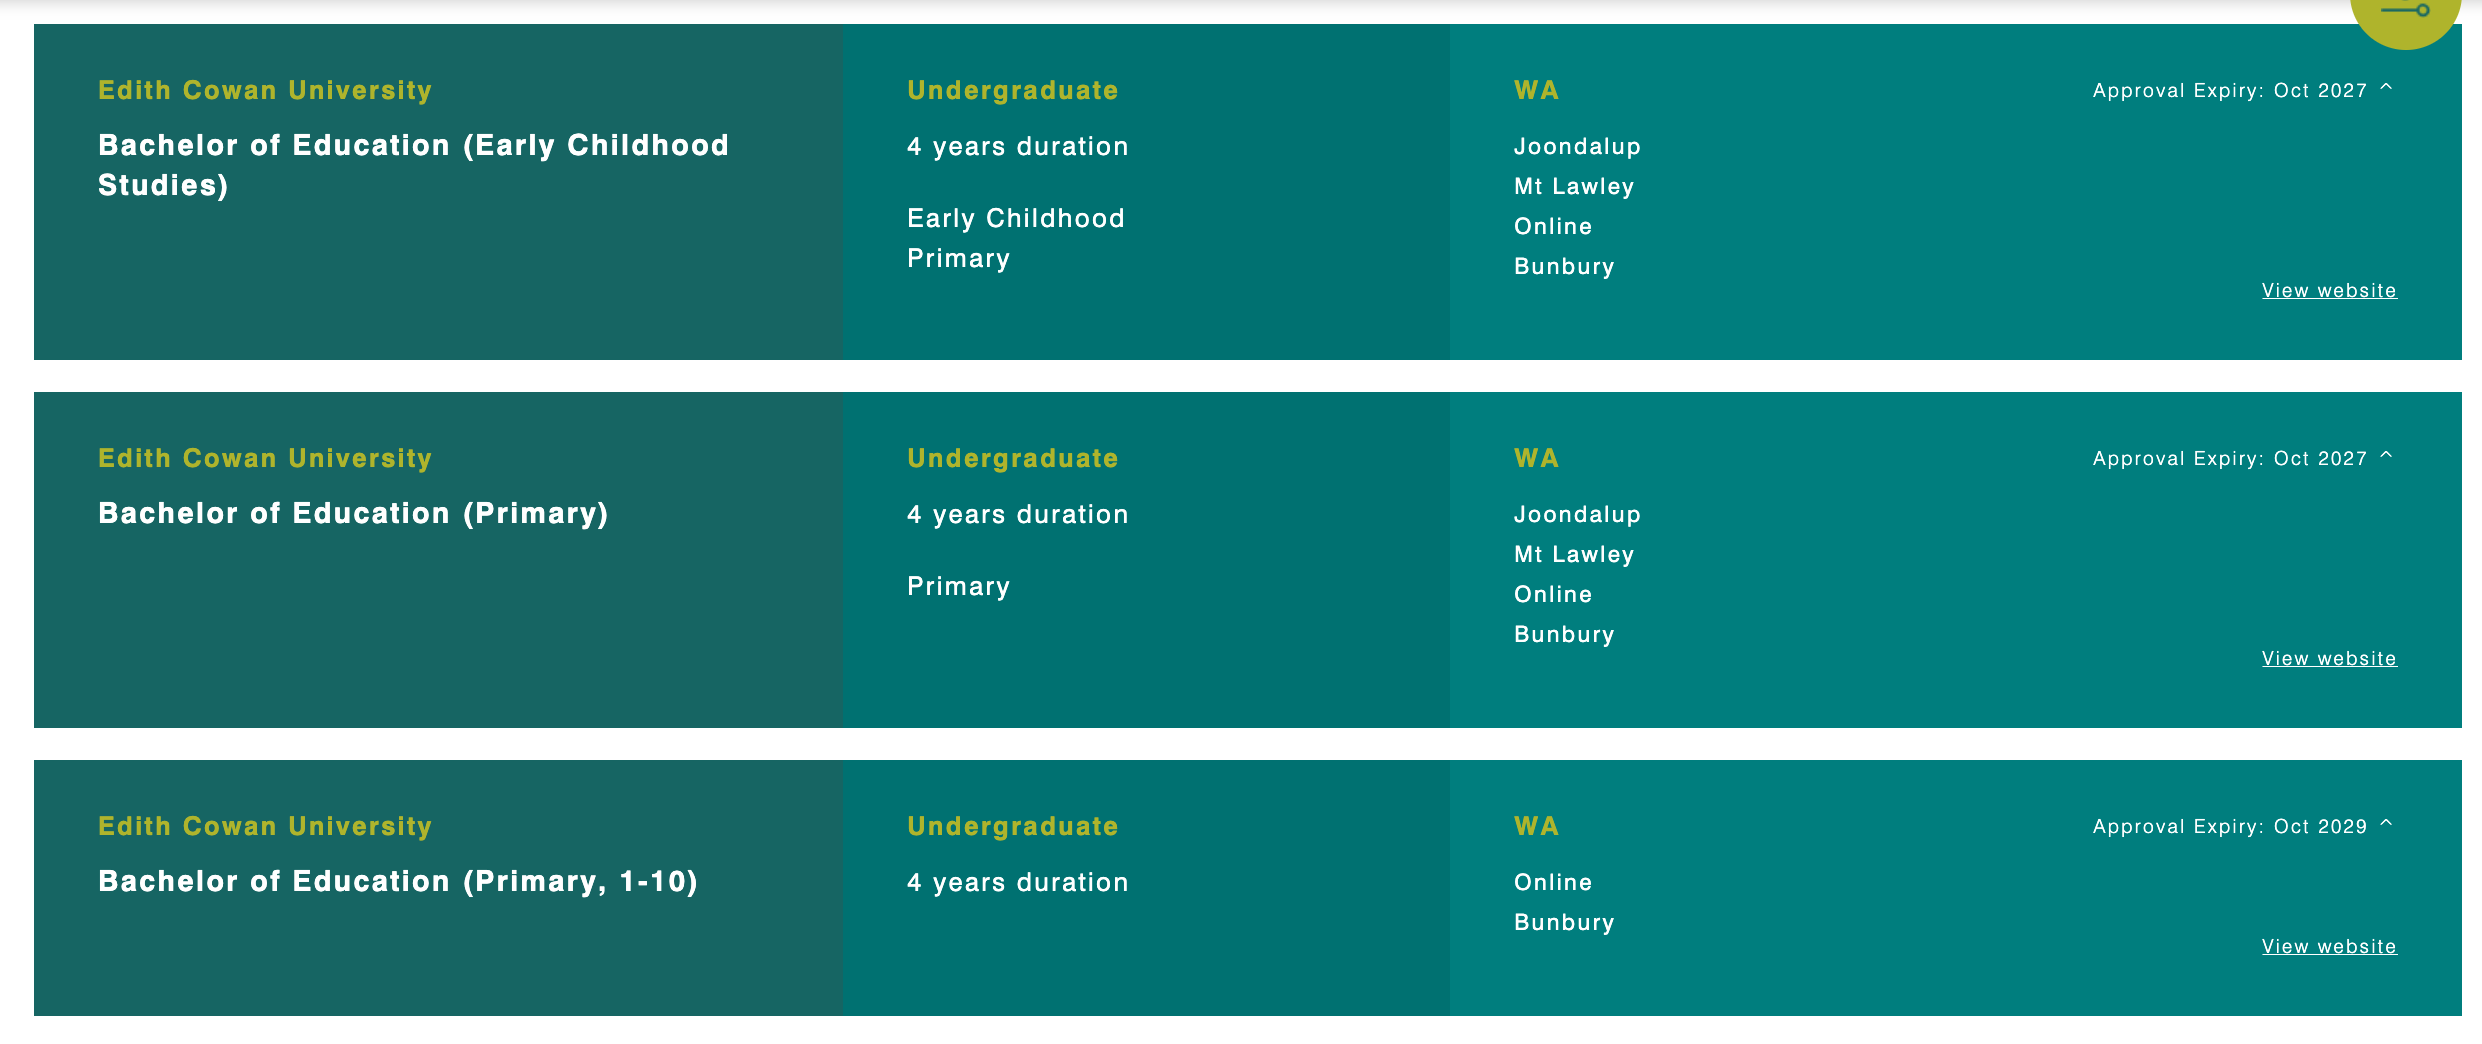 Edith Cowan University
Bachelor of Education (Early Childhood
Studies)
Undergraduate
4 years duration
Early Childhood
Primary
WA
Joondalup
Mt Lawley
Online
Bunbury
Approval Expiry: Oct 2027
View website
Edith Cowan University
Bachelor of Education (Primary)
Undergraduate
4 years duration
Primary
WA
Joondalup
Mt Lawley
Online
Bunbury
Approval Expiry: Oct 2027
View website
Edith Cowan University
Bachelor of Education (Primary, 1-10)
Undergraduate
4 years duration
WA
Online
Bunbury
Approval Expiry: Oct 2029
View website